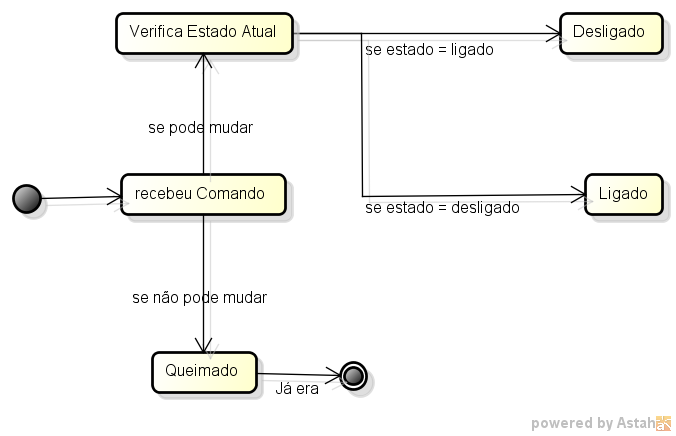 Verifica Estado Atual
Desligado
se estado = ligado
se pode mudar
recebeu Comando
Ligado
se estado = desligado
se não pode mudar
Queimado
Já era
powered by Astah